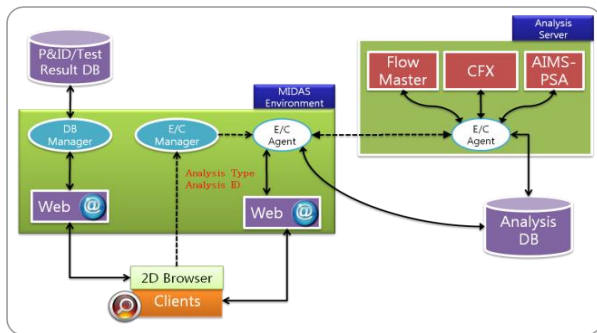 Analysis
Server
P&ID/Test
Result DB
Flow
Master
CFX
AIMS-
PSA
MIDAS
Environment
DB
Manager
E/C
Manager
E/C
Agent
E/C
Agent
Analysis Type
Analysis ID
Web @
Web @
Analysis
DB
2D Browser
Clients